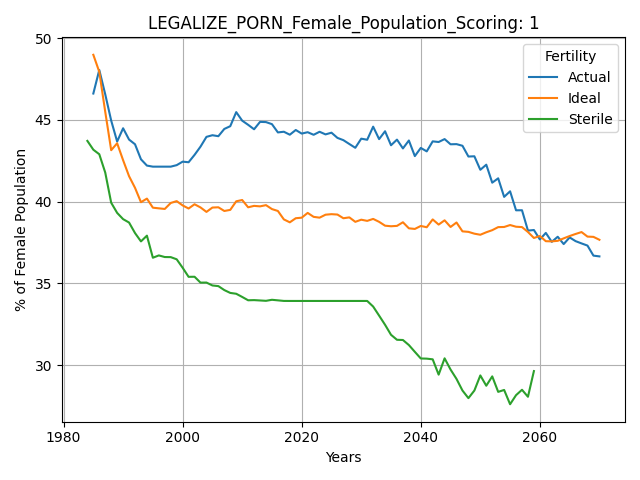 LEGALIZE_PORN_Female_Population_Scoring: 1
Fertility
Actual
Ideal
Sterile
% of Female Population
50
45
40
35
30
1980
2000
2020
2040
2060
Years